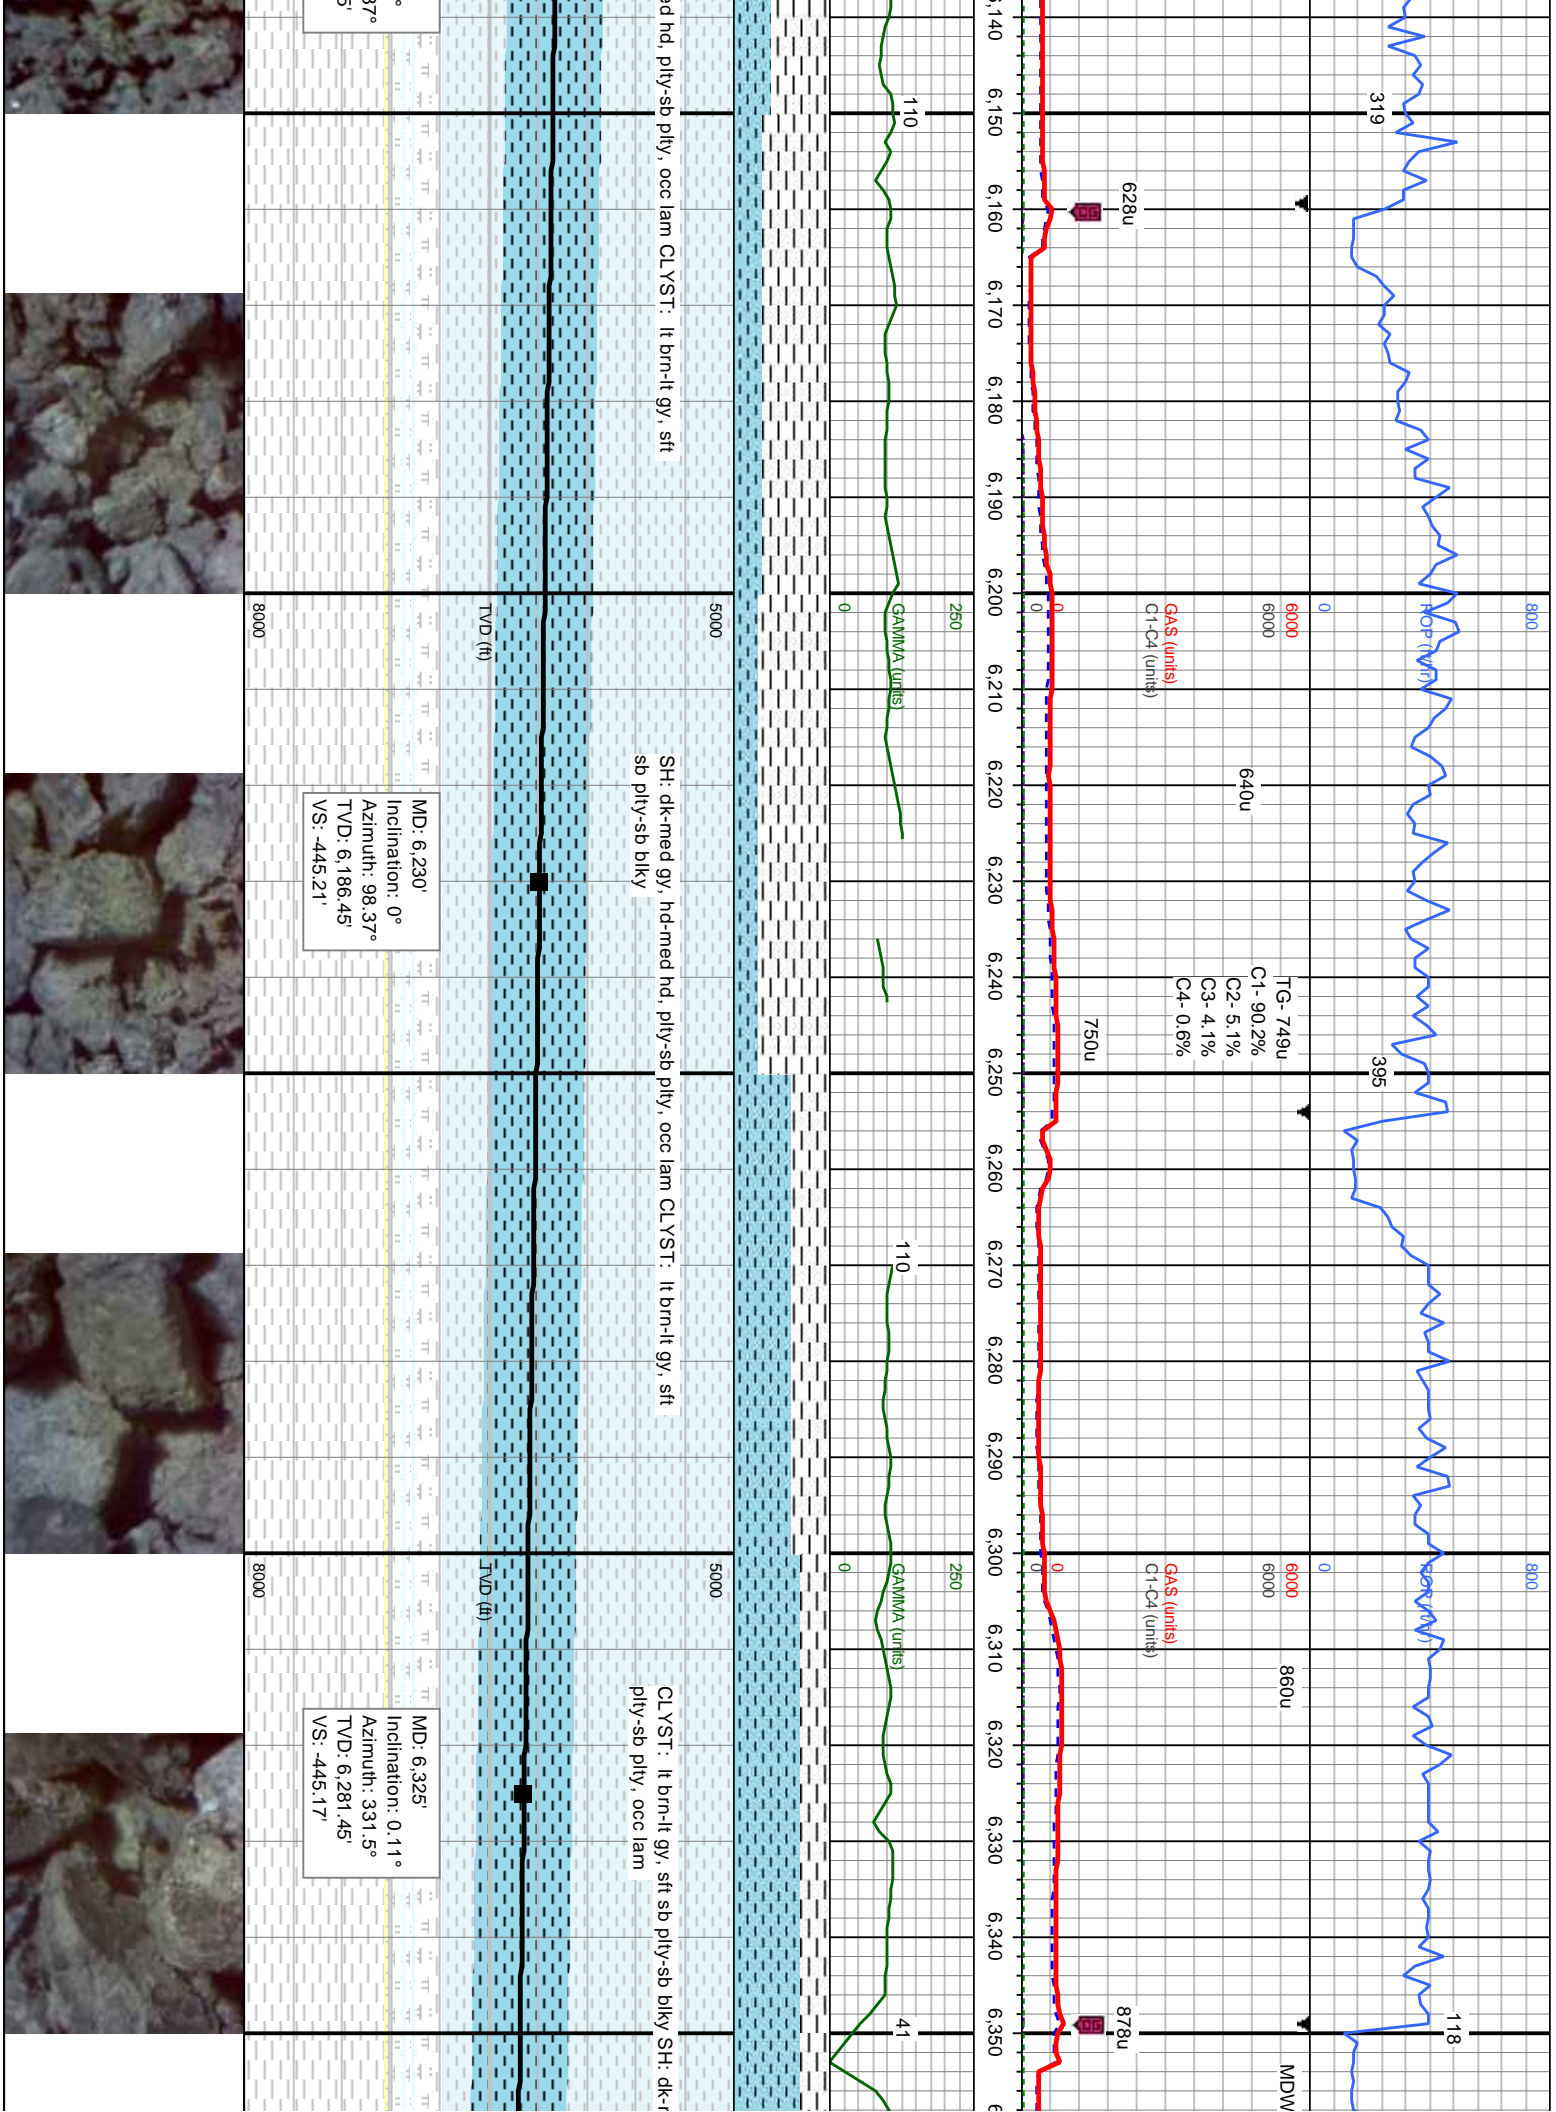 6,140
6,150
6,160
6,170
6,180
6,190
6,200
6,210
6,220
6,230
6,240
6,250
6,260
6,270
6,280
6,290
6,300
6,310
6,320
6,330
6,340
6,350
319
395
118
0
ROP (ft/hr)
800
0
800
628u
640u
TG- 749u
C1- 90.2%
C2- 5.1%
C3- 4.1%
C4- 0.6%
750u
860u
878u
MDW
0
GAS (units)
6000
0
C1-C4 (units)
6000
0
GAS (units)
6000
0
C1-C4 (units)
6000
110
110
41
0
GAMMA (units)
250
0
GAMMA (units)
250
ed hd, plty-sb plty, occ lam CLYST: lt brn-lt gy, sft
SH: dk-med gy, hd-med hd, plty-sb plty, occ lam CLYST: lt brn-lt gy, sft
sb plty-sb blky
CLYST: lt brn-lt gy, sft sb plty-sb blky SH: dk-
plty-sb plty, occ lam
8000
TVD (ft)
5000
8000
TVD (ft)
5000
MD: 6,230'
Inclination: 0°
Azimuth: 98.37°
TVD: 6,186.45'
VS: -445.21'
MD: 6,325'
Inclination: 0.11°
Azimuth: 331.5°
TVD: 6,281.45'
VS: -445.17'